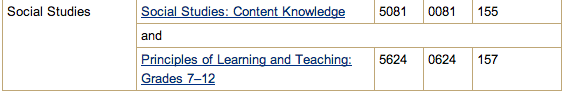 Social Studies Social Studies: Content Knowledge 5081 0081 155
and
Principles of Learning and Teaching: 5624 0624 157
Grades 7–12